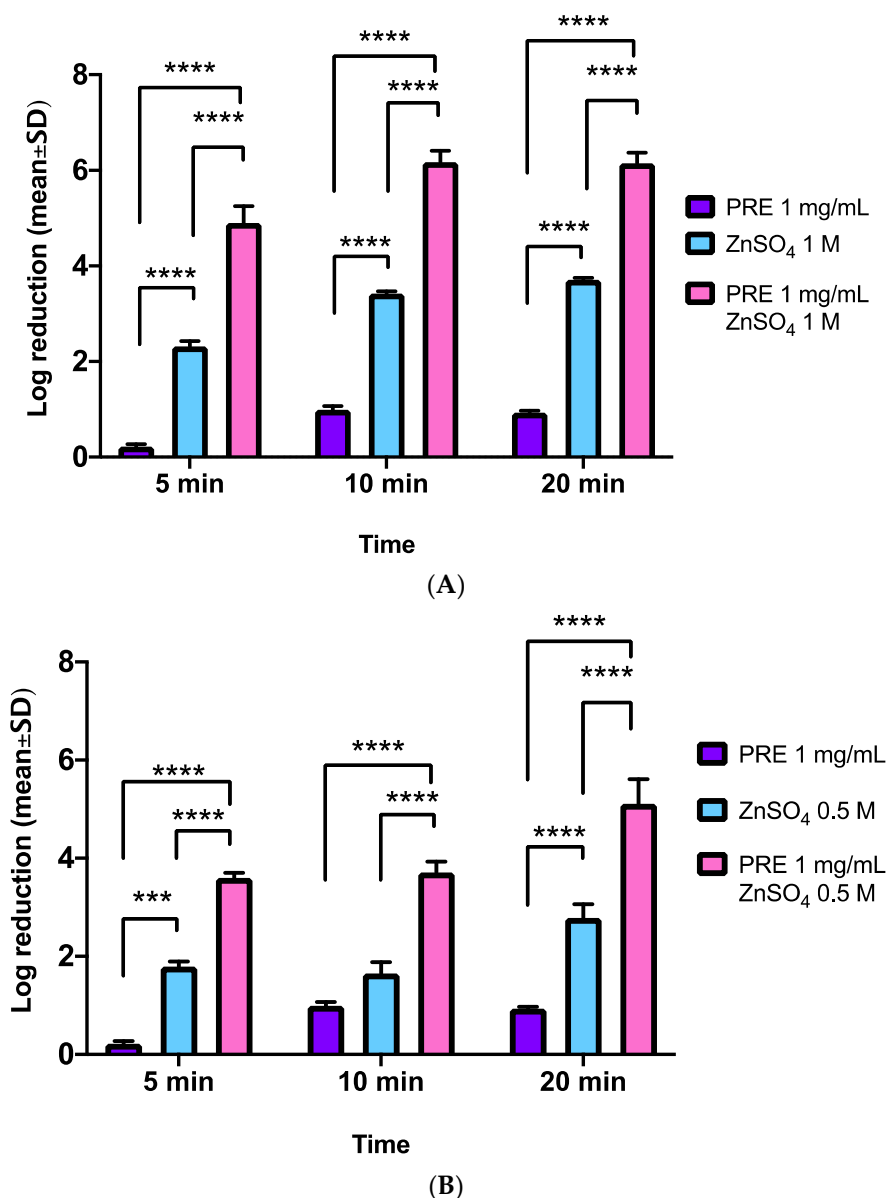 ****
****
****
****
****
****
****
****
****
8
6
4
2
0
Log reduction (mean±SD)
5 min
10 min
20 min
Time
PRE 1 mg/mL
ZnSO₄ 1 M
PRE 1 mg/mL
ZnSO₄ 1 M
(A)
****
****
****
****
****
****
****
***
8
6
4
2
0
Log reduction (mean±SD)
5 min
10 min
20 min
Time
PRE 1 mg/mL
ZnSO₄ 0.5 M
PRE 1 mg/mL
ZnSO₄ 0.5 M
(B)